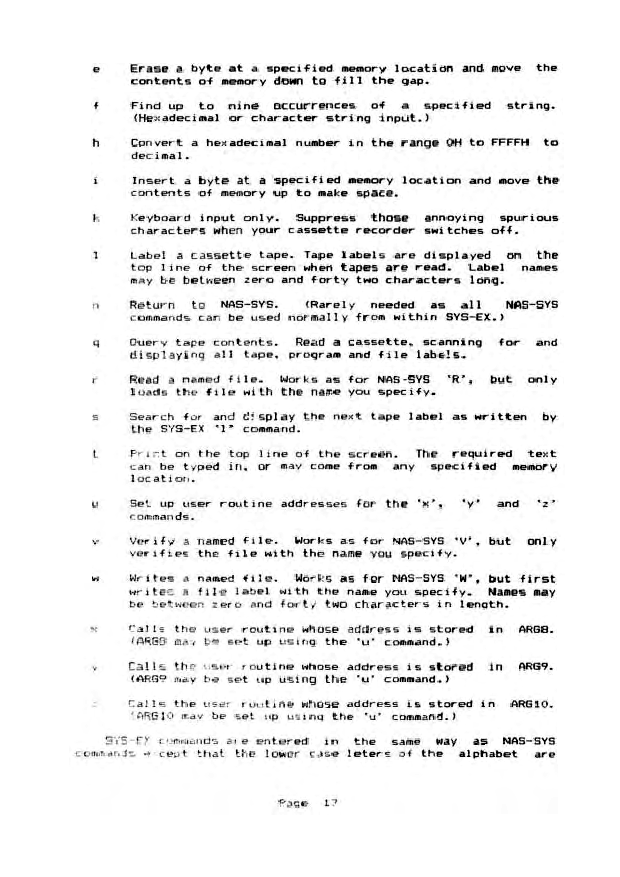 e Erase a byte at a specified memory location and move the
contents of memory down to fill the gap.
f Find up to nine occurrences of a specified string.
(Hexadecimal or character string input.)
h Convert a hexadecimal number in the range 0H to FFFFH to
decimal.
i Insert a byte at a specified memory location and move the
contents of memory up to make space.
k Keyboard input only. Suppress those annoying spurious
characters when your cassette recorder switches off.
l Label a cassette tape. Tape labels are displayed on the
top line of the screen when tapes are read. Label names
may be between zero and forty two characters long.
n Return to NAS-SYS. (Rarely needed as all NAS-SYS
commands can be used normally from within SYS-EX.)
q Query tape contents. Read a cassette, scanning for and
displaying all tape, program and file labels.
r Read a named file. Works as for NAS-SYS 'R', but only
loads the file with the name you specify.
s Search for and display the next tape label as written by
the SYS-EX 'l' command.
t Print on the top line of the screen. The required text
can be typed in, or may come from any specified memory
location.
u Set up user routine addresses for the 'x', 'y' and 'z'
commands.
v Verify a named file. Works as for NAS-SYS 'V', but only
verifies the file with the name you specify.
w Writes a named file. Works as for NAS-SYS 'W', but first
writes a file label with the name you specify. Names may
be between zero and forty two characters in length.
x Calls the user routine whose address is stored in ARG8.
(ARG8 may be set up using the 'u' command.)
y Calls the user routine whose address is stored in ARG9.
(ARG9 may be set up using the 'u' command.)
z Calls the user routine whose address is stored in ARG10.
(ARG10 may be set up using the 'u' command.)
SYS-EX commands are entered in the same way as NAS-SYS
commands except that the lower case leters of the alphabet are
Page 17